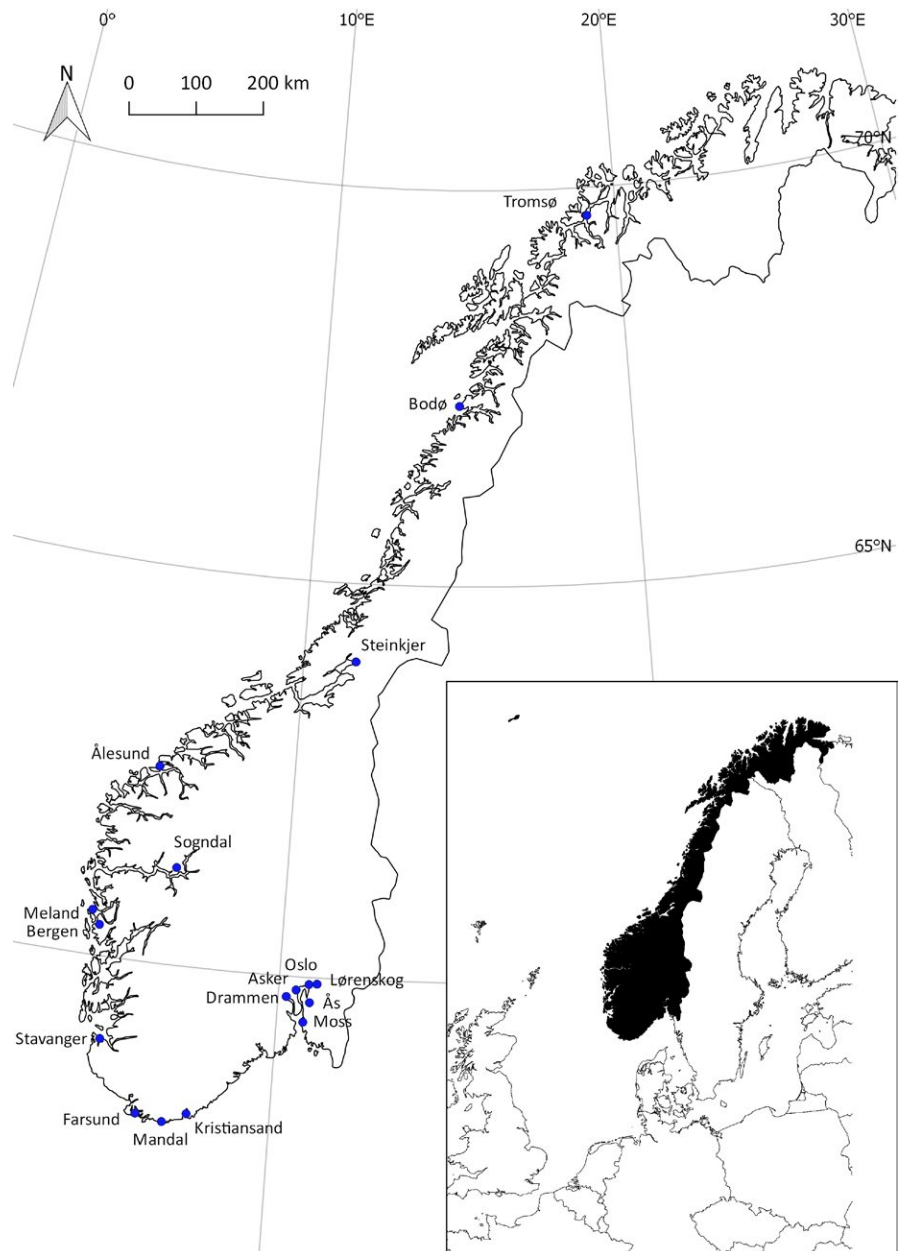 0° 10°E 20°E 30°E
N
0 100 200 km
70°N
Tromsø
Bodø
65°N
Steinkjer
Ålesund
Sogndal
Meland
Bergen
Oslo
Asker Lørenskog
Drammen Ås
Moss
Stavanger
Farsund Kristiansand
Mandal